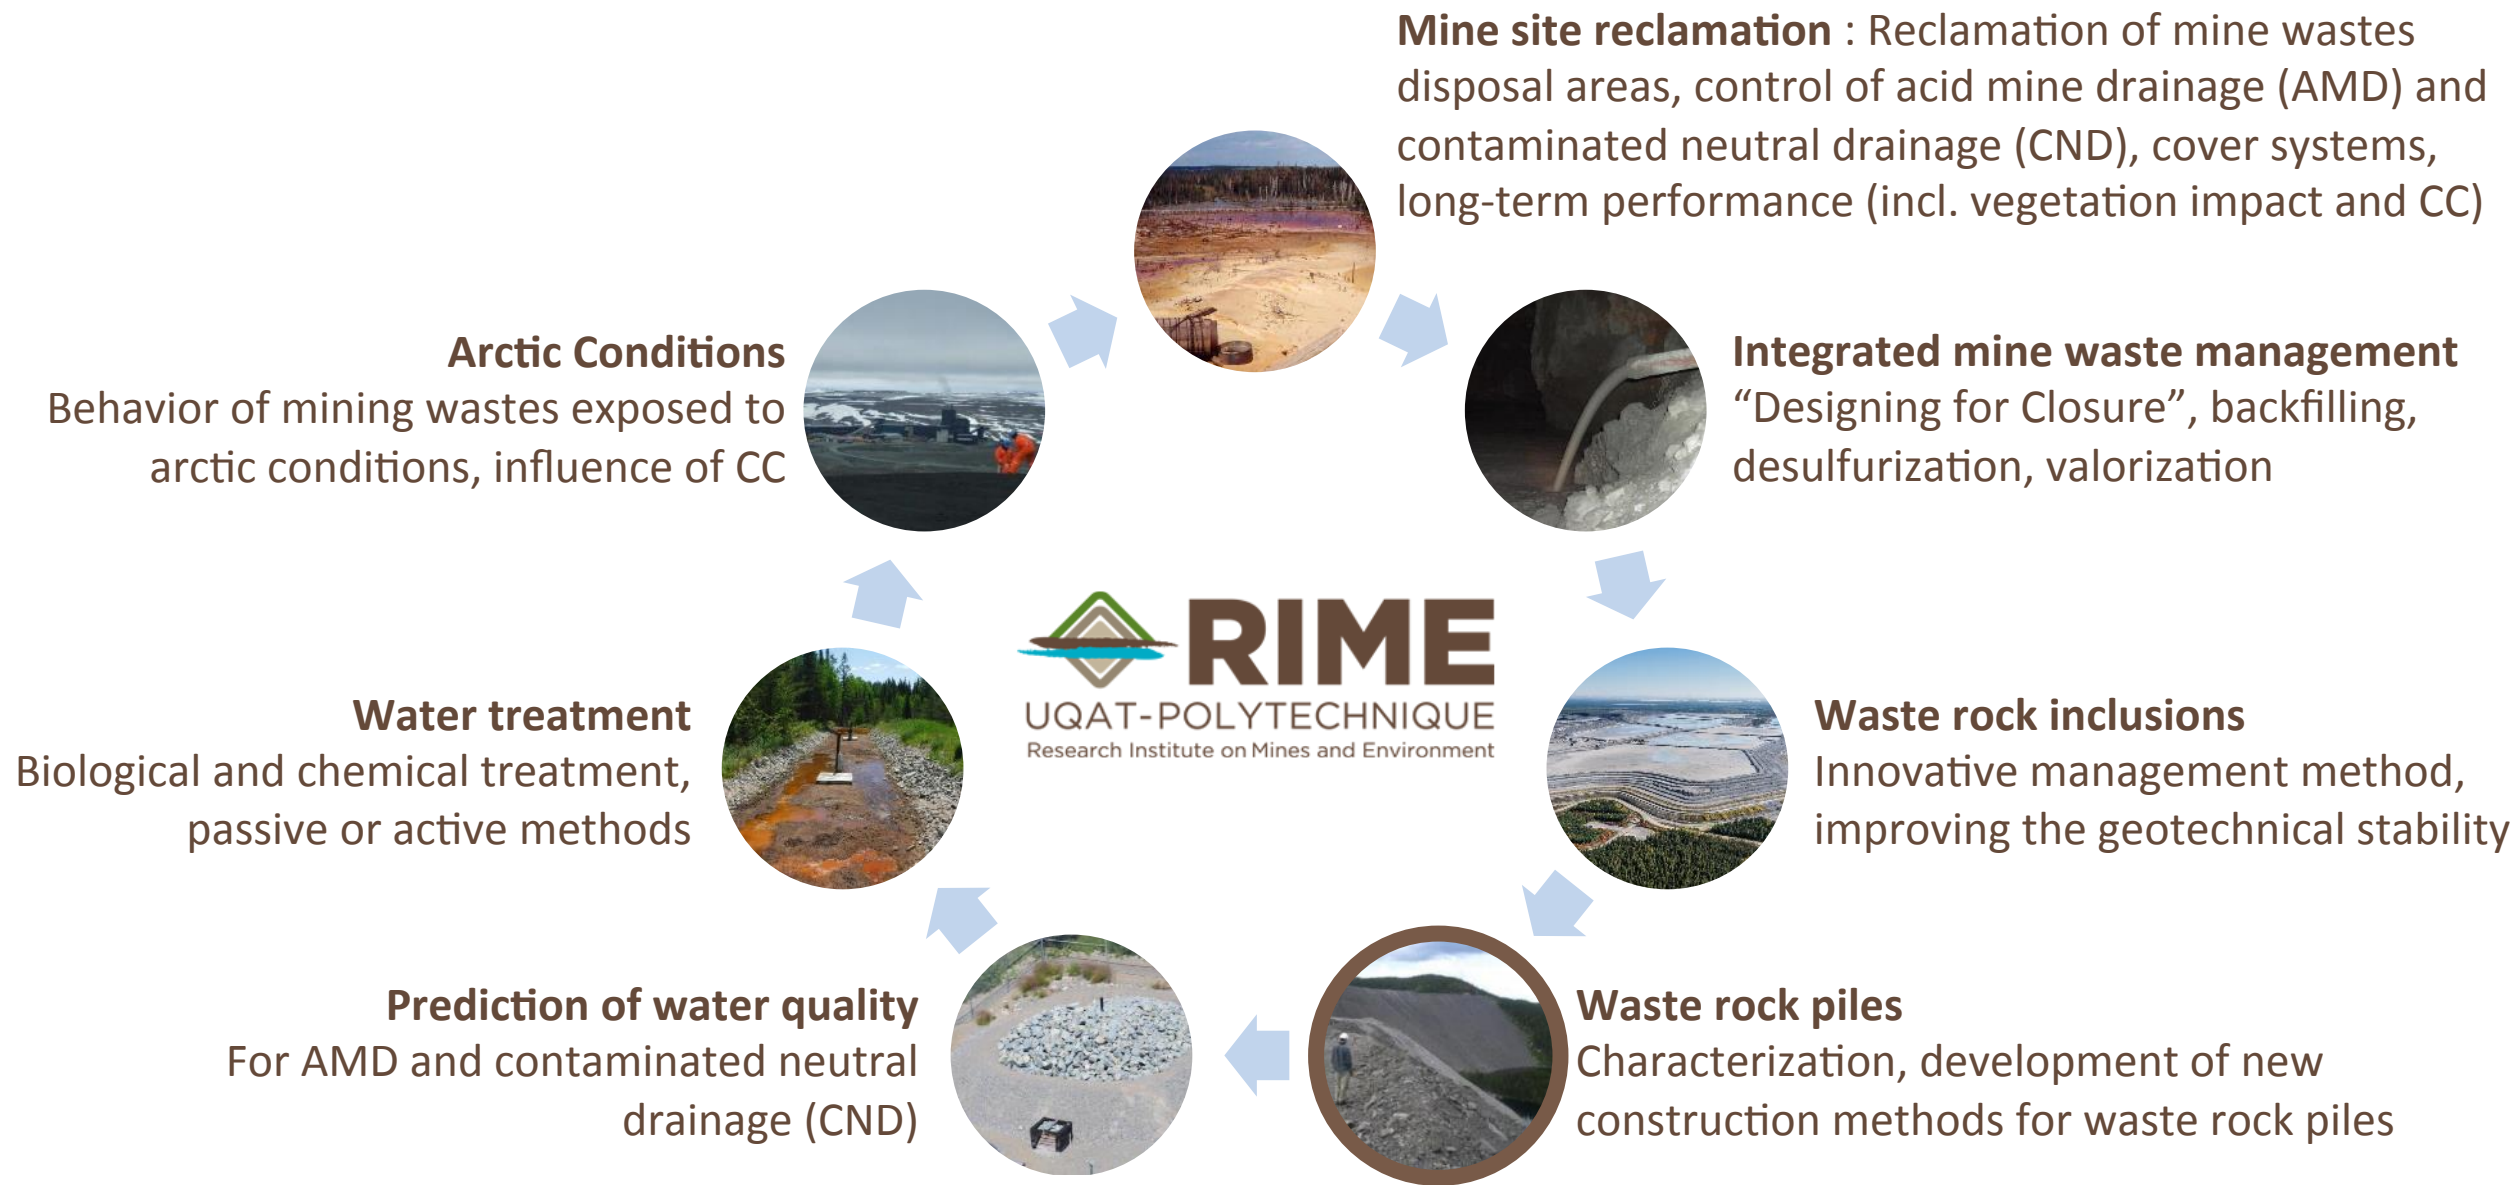 Mine site reclamation : Reclamation of mine wastes
disposal areas, control of acid mine drainage (AMD) and
contaminated neutral drainage (CND), cover systems,
long-term performance (incl. vegetation impact and CC)
Integrated mine waste management
“Designing for Closure”, backfilling,
desulfurization, valorization
Waste rock inclusions
Innovative management method,
improving the geotechnical stability
Waste rock piles
Characterization, development of new
construction methods for waste rock piles
Prediction of water quality
For AMD and contaminated neutral
drainage (CND)
Water treatment
Biological and chemical treatment,
passive or active methods
Arctic Conditions
Behavior of mining wastes exposed to
arctic conditions, influence of CC
RIME
UQAT-POLYTECHNIQUE
Research Institute on Mines and Environment